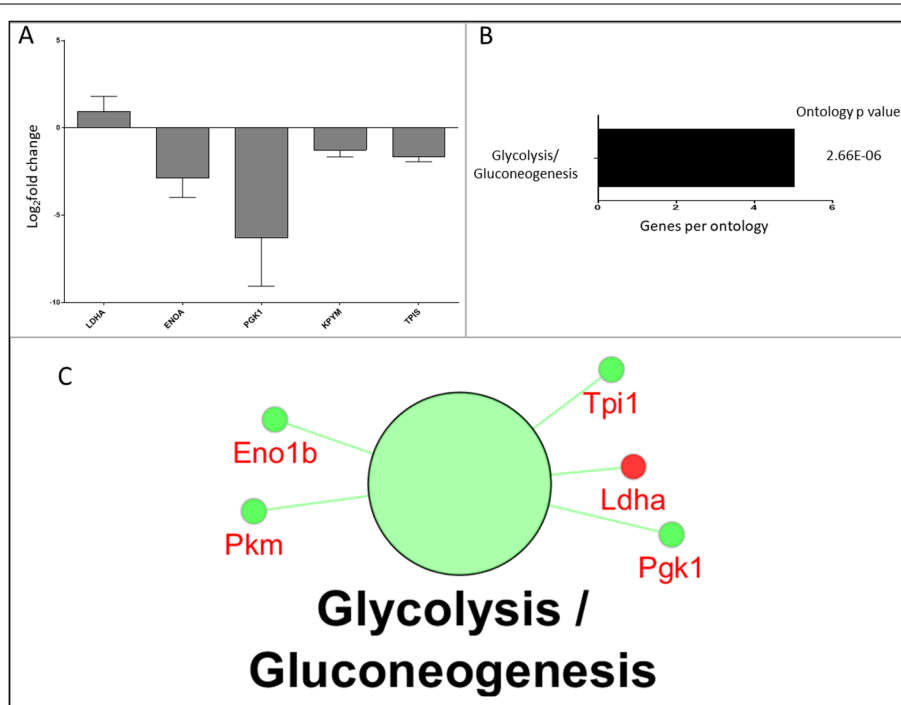 A
5
0
-5
-10
Log2fold change
LDHA
ENOA
PGK1
KPYM
TPIS
B
Ontology p value
Glycolysis/
Gluconeogenesis
2.66E-06
0
2
4
6
Genes per ontology
C
Tpi1
Eno1b
Ldha
Pkm
Pgk1
Glycolysis /
Gluconeogenesis